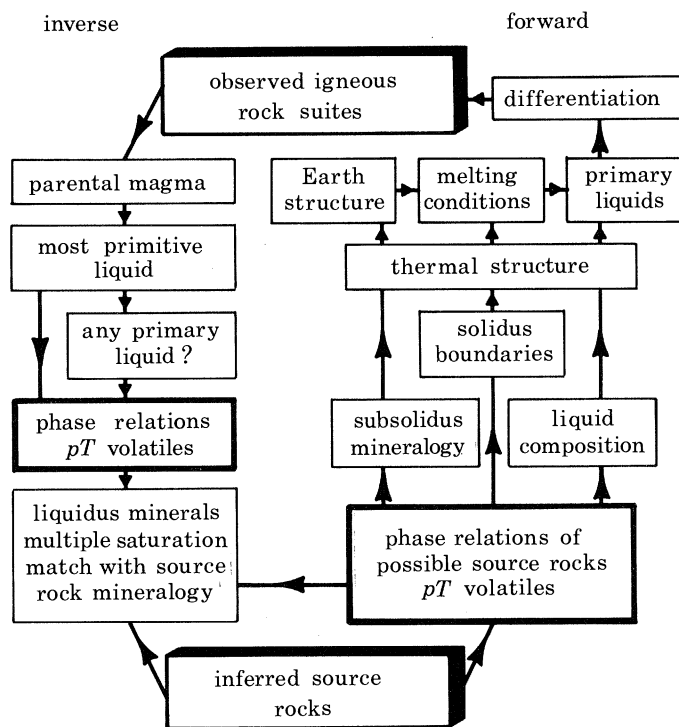 inverse
forward
observed igneous
rock suites
differentiation
parental magma
Earth
structure
melting
conditions
primary
liquids
most primitive
liquid
thermal structure
any primary
liquid ?
solidus
boundaries
phase relations
pT volatiles
subsolidus
mineralogy
liquid
composition
liquidus minerals
multiple saturation
match with source
rock mineralogy
phase relations of
possible source rocks
pT volatiles
inferred source
rocks